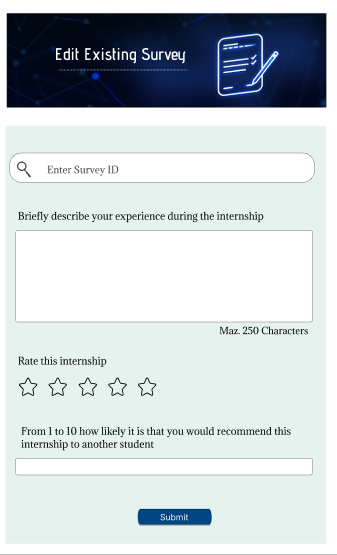 Edit Existing Survey
Enter Survey ID
Briefly describe your experience during the internship
Maz. 250 Characters
Rate this internship
From 1 to 10 how likely it is that you would recommend this
internship to another student
Submit